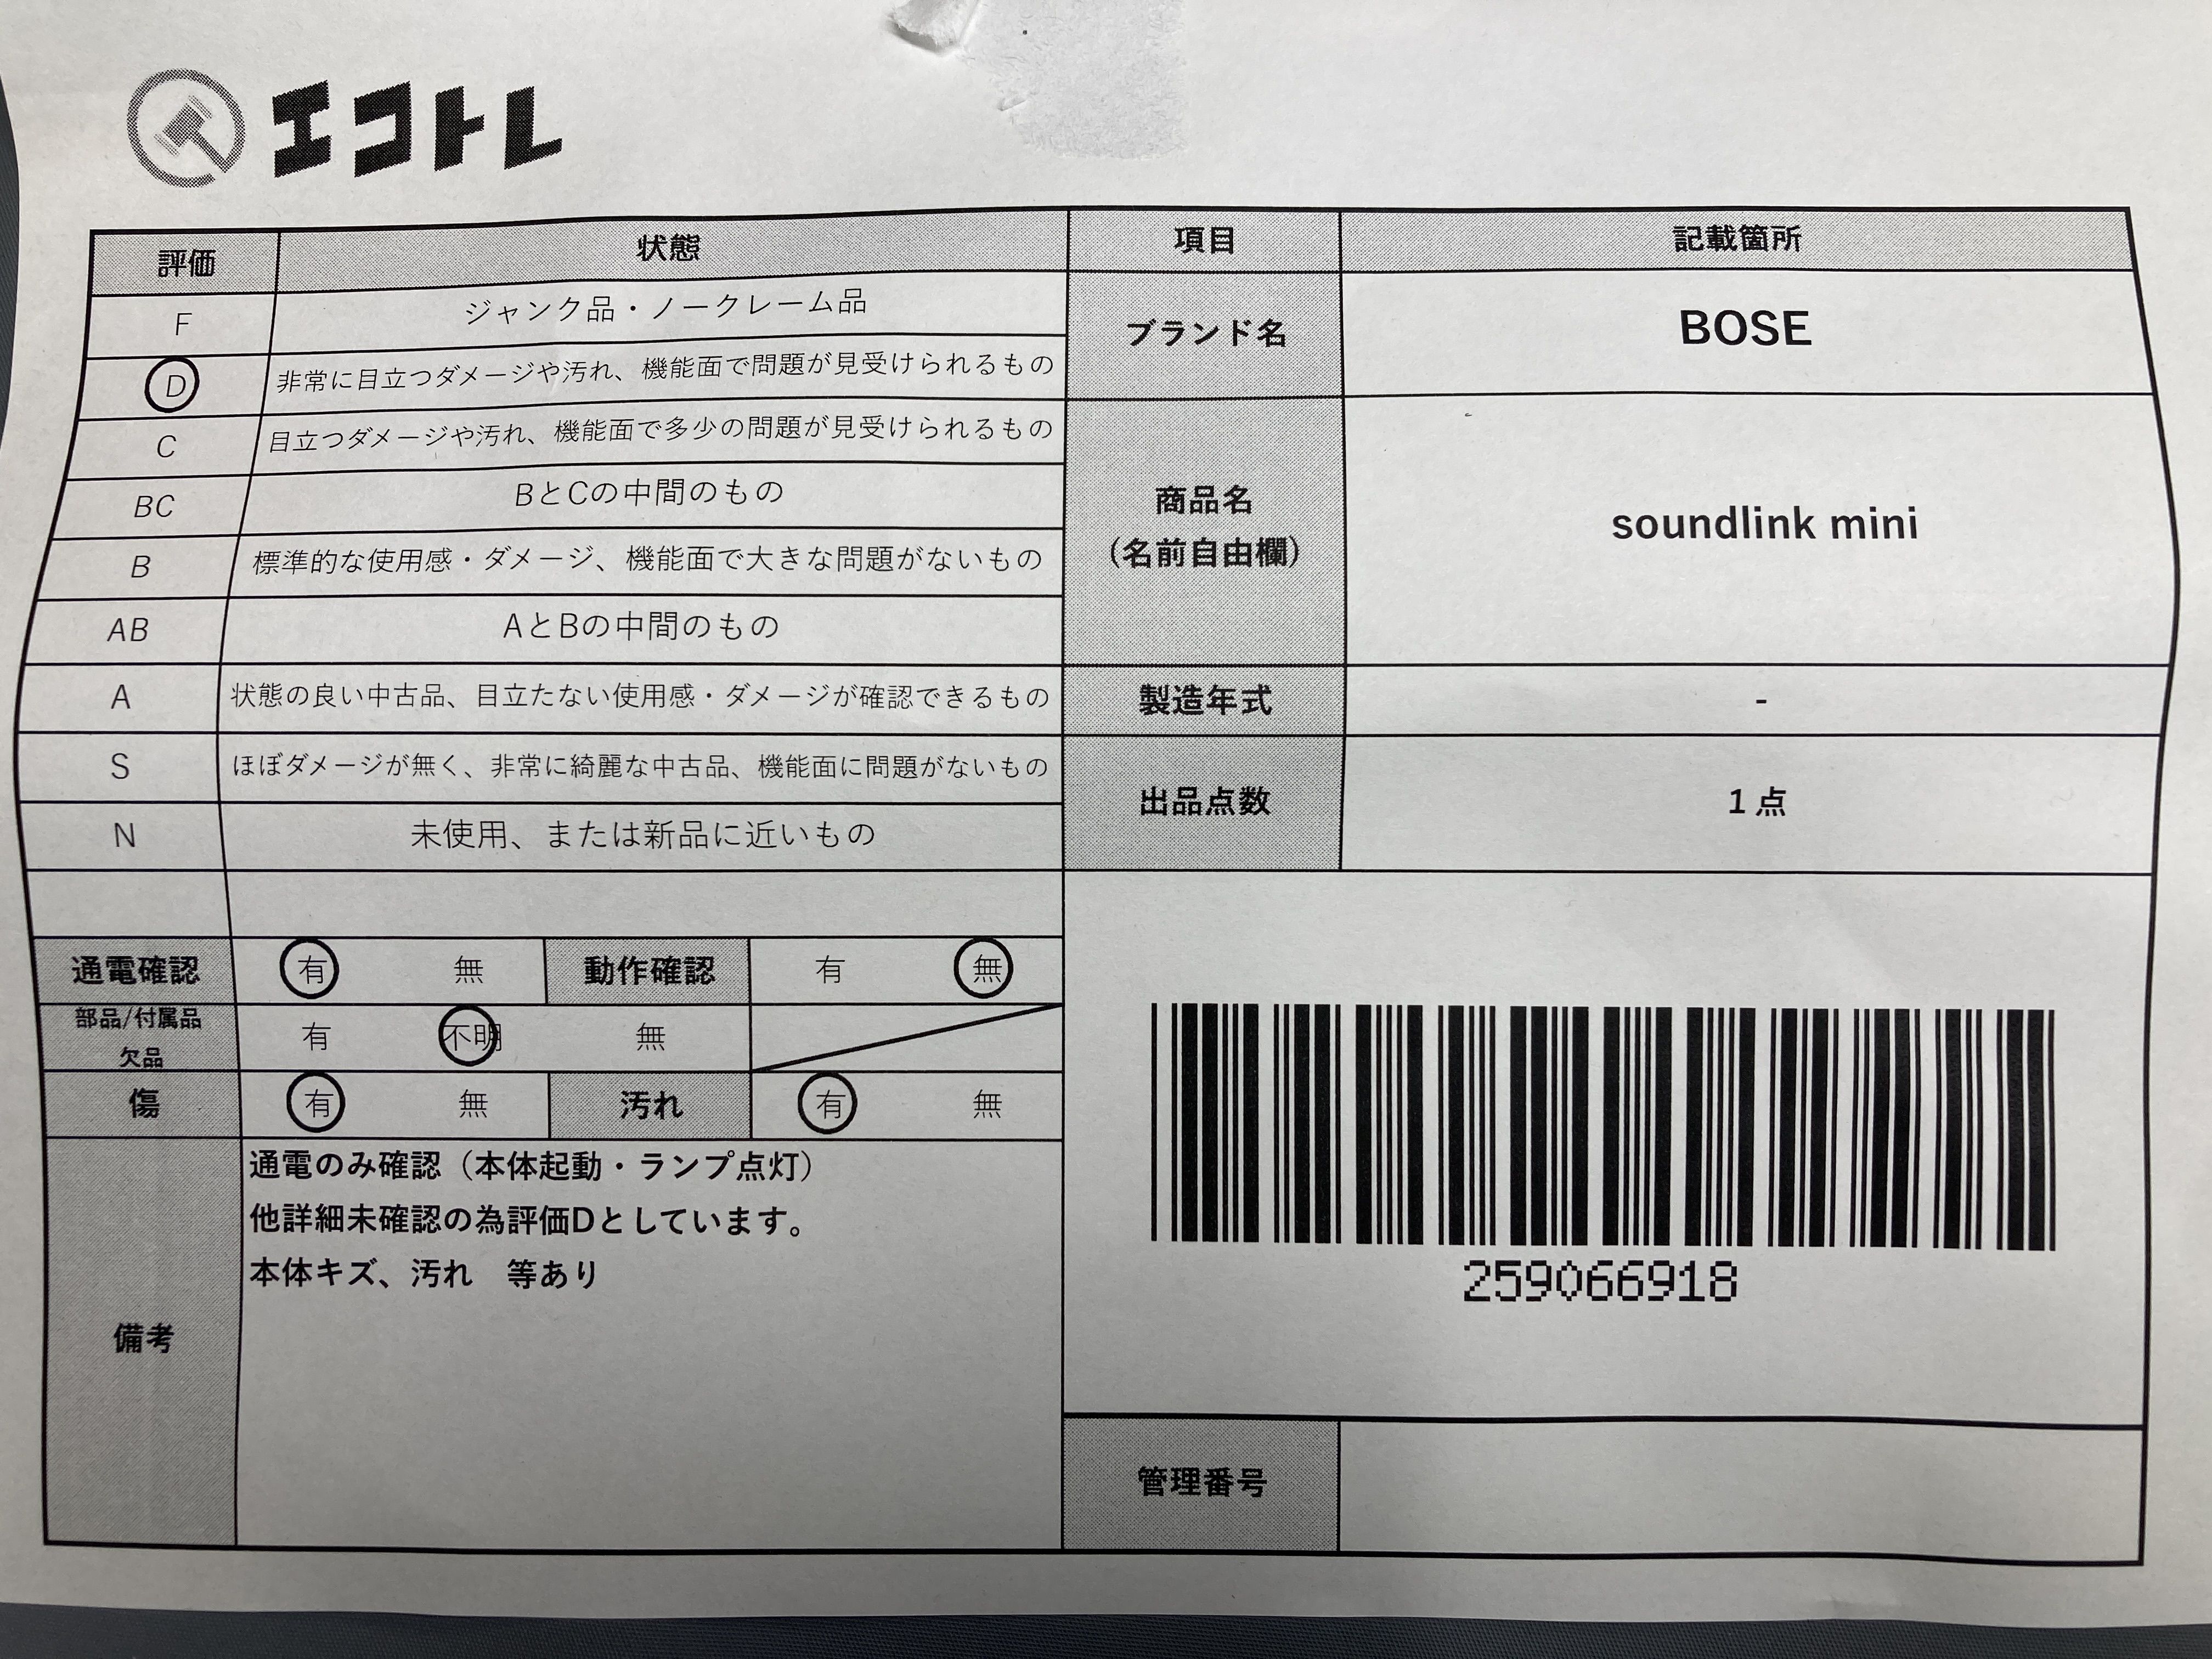 エコトレ
評価 状態 項目 記載箇所
F ジャンク品・ノークレーム品
D 非常に目立つダメージや汚れ、機能面で問題が見受けられるもの
ブランド名 BOSE
C 目立つダメージや汚れ、機能面で多少の問題が見受けられるもの
BC BとCの中間のもの
商品名
(名前自由欄)
soundlink mini
B 標準的な使用感・ダメージ、機能面で大きな問題がないもの
AB AとBの中間のもの
A 状態の良い中古品、目立たない使用感・ダメージが確認できるもの
製造年式 -
S ほぼダメージが無く、非常に綺麗な中古品、機能面に問題がないもの
出品点数 1 点
N 未使用、または新品に近いもの
通電確認 有 無 動作確認 有 無
部品/付属品
欠品
有 不明 無
傷 有 無 汚れ 有 無
備考
通電のみ確認(本体起動・ランプ点灯)
他詳細未確認の為評価Dとしています。
本体キズ、汚れ 等あり
259066918
管理番号